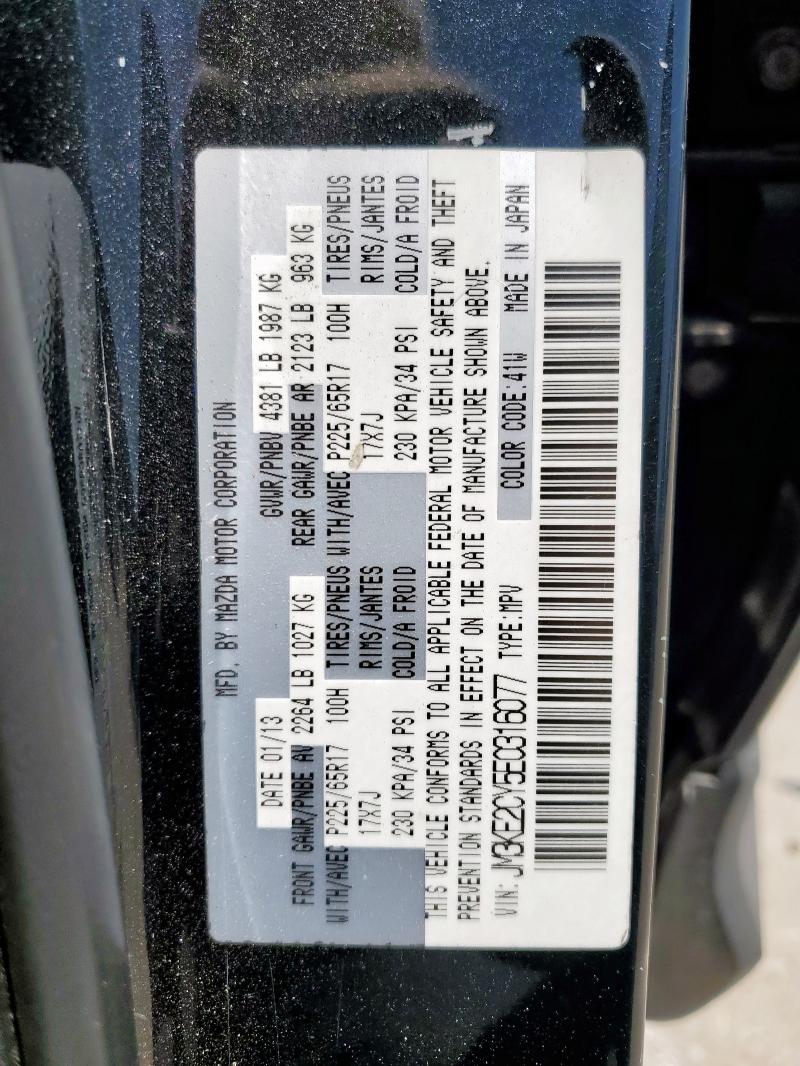 MFD. BY MAZDA MOTOR CORPORATION
DATE 01/13 GVWR/PNBV 4381 LB 1987 KG
FRONT GAWR/PNBE AV 2264 LB 1027 KG REAR GAWR/PNBE AR 2123 LB 963 KG
WITH/AVEC P225/65R17 100H TIRES/PNEUS WITH/AVEC P225/65R17 100H TIRES/PNEUS
17X7J RIMS/JANTES 17X7J RIMS/JANTES
230 KPA/34 PSI COLD/A FROID 230 KPA/34 PSI COLD/A FROID
THIS VEHICLE CONFORMS TO ALL APPLICABLE FEDERAL MOTOR VEHICLE SAFETY AND THEFT
PREVENTION STANDARDS IN EFFECT ON THE DATE OF MANUFACTURE SHOWN ABOVE.
VIN: JM3KE2CY5E0316077 TYPE:MPV COLOR CODE:41W MADE IN JAPAN